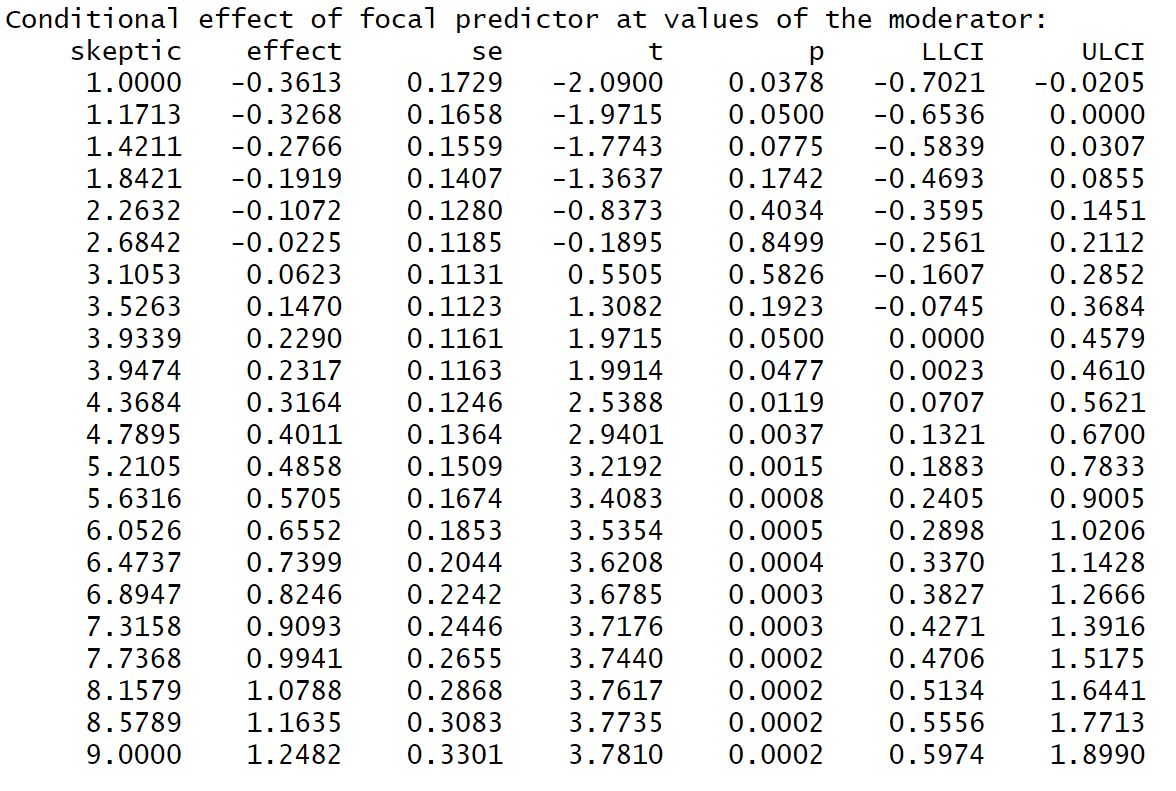 Conditional effect of focal predictor at values of the moderator:
skeptic effect se t p LLCI ULCI
1.0000 -0.3613 0.1729 -2.0900 0.0378 -0.7021 -0.0205
1.1713 -0.3268 0.1658 -1.9715 0.0500 -0.6536 0.0000
1.4211 -0.2766 0.1559 -1.7743 0.0775 -0.5839 0.0307
1.8421 -0.1919 0.1407 -1.3637 0.1742 -0.4693 0.0855
2.2632 -0.1072 0.1280 -0.8373 0.4034 -0.3595 0.1451
2.6842 -0.0225 0.1185 -0.1895 0.8499 -0.2561 0.2112
3.1053 0.0623 0.1131 0.5505 0.5826 -0.1607 0.2852
3.5263 0.1470 0.1123 1.3082 0.1923 -0.0745 0.3684
3.9339 0.2290 0.1161 1.9715 0.0500 0.0000 0.4579
3.9474 0.2317 0.1163 1.9914 0.0477 0.0023 0.4610
4.3684 0.3164 0.1246 2.5388 0.0119 0.0707 0.5621
4.7895 0.4011 0.1364 2.9401 0.0037 0.1321 0.6700
5.2105 0.4858 0.1509 3.2192 0.0015 0.1883 0.7833
5.6316 0.5705 0.1674 3.4083 0.0008 0.2405 0.9005
6.0526 0.6552 0.1853 3.5354 0.0005 0.2898 1.0206
6.4737 0.7399 0.2044 3.6208 0.0004 0.3370 1.1428
6.8947 0.8246 0.2242 3.6785 0.0003 0.3827 1.2666
7.3158 0.9093 0.2446 3.7176 0.0003 0.4271 1.3916
7.7368 0.9941 0.2655 3.7440 0.0002 0.4706 1.5175
8.1579 1.0788 0.2868 3.7617 0.0002 0.5134 1.6441
8.5789 1.1635 0.3083 3.7735 0.0002 0.5556 1.7713
9.0000 1.2482 0.3301 3.7810 0.0002 0.5974 1.8990